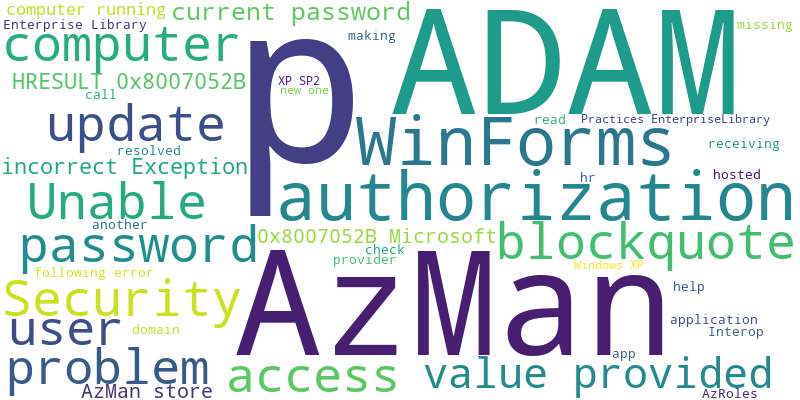 computer running
current password
Enterprise Library
missing
computer
making
p
ADAM
HRESULT 0x8007052B
XP SP2
new one
call
update
WinForms
read
Practices EnterpriseLibrary
resolved
receiving
incorrect Exception
authorization
hr
hosted
Unable
another
password
0x8007052B Microsoft
blockquote
check
provider
following error
Windows XP
AzMan
Security
help
user
domain
application
Interop
problem
app
access
value provided
AzMan store
AzRoles